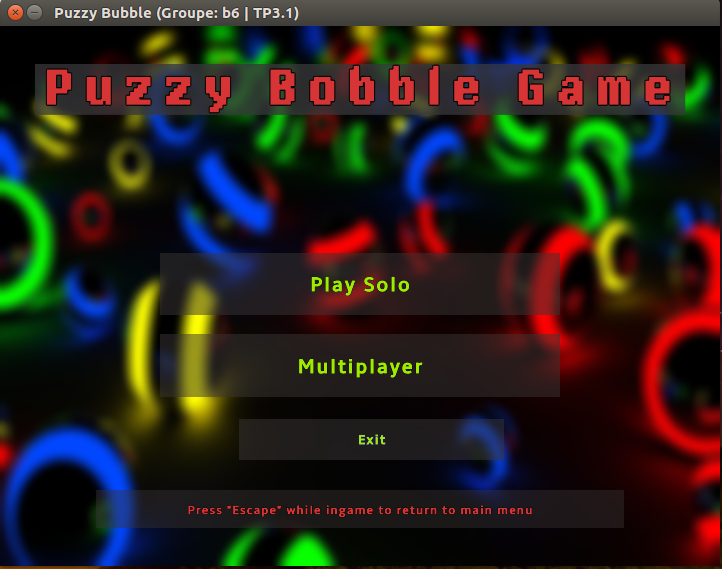 Puzzy Bubble (Groupe: b6 | TP3.1)
Puzzy Bobble Game
Play Solo
Multiplayer
Exit
Press "Escape" while ingame to return to main menu